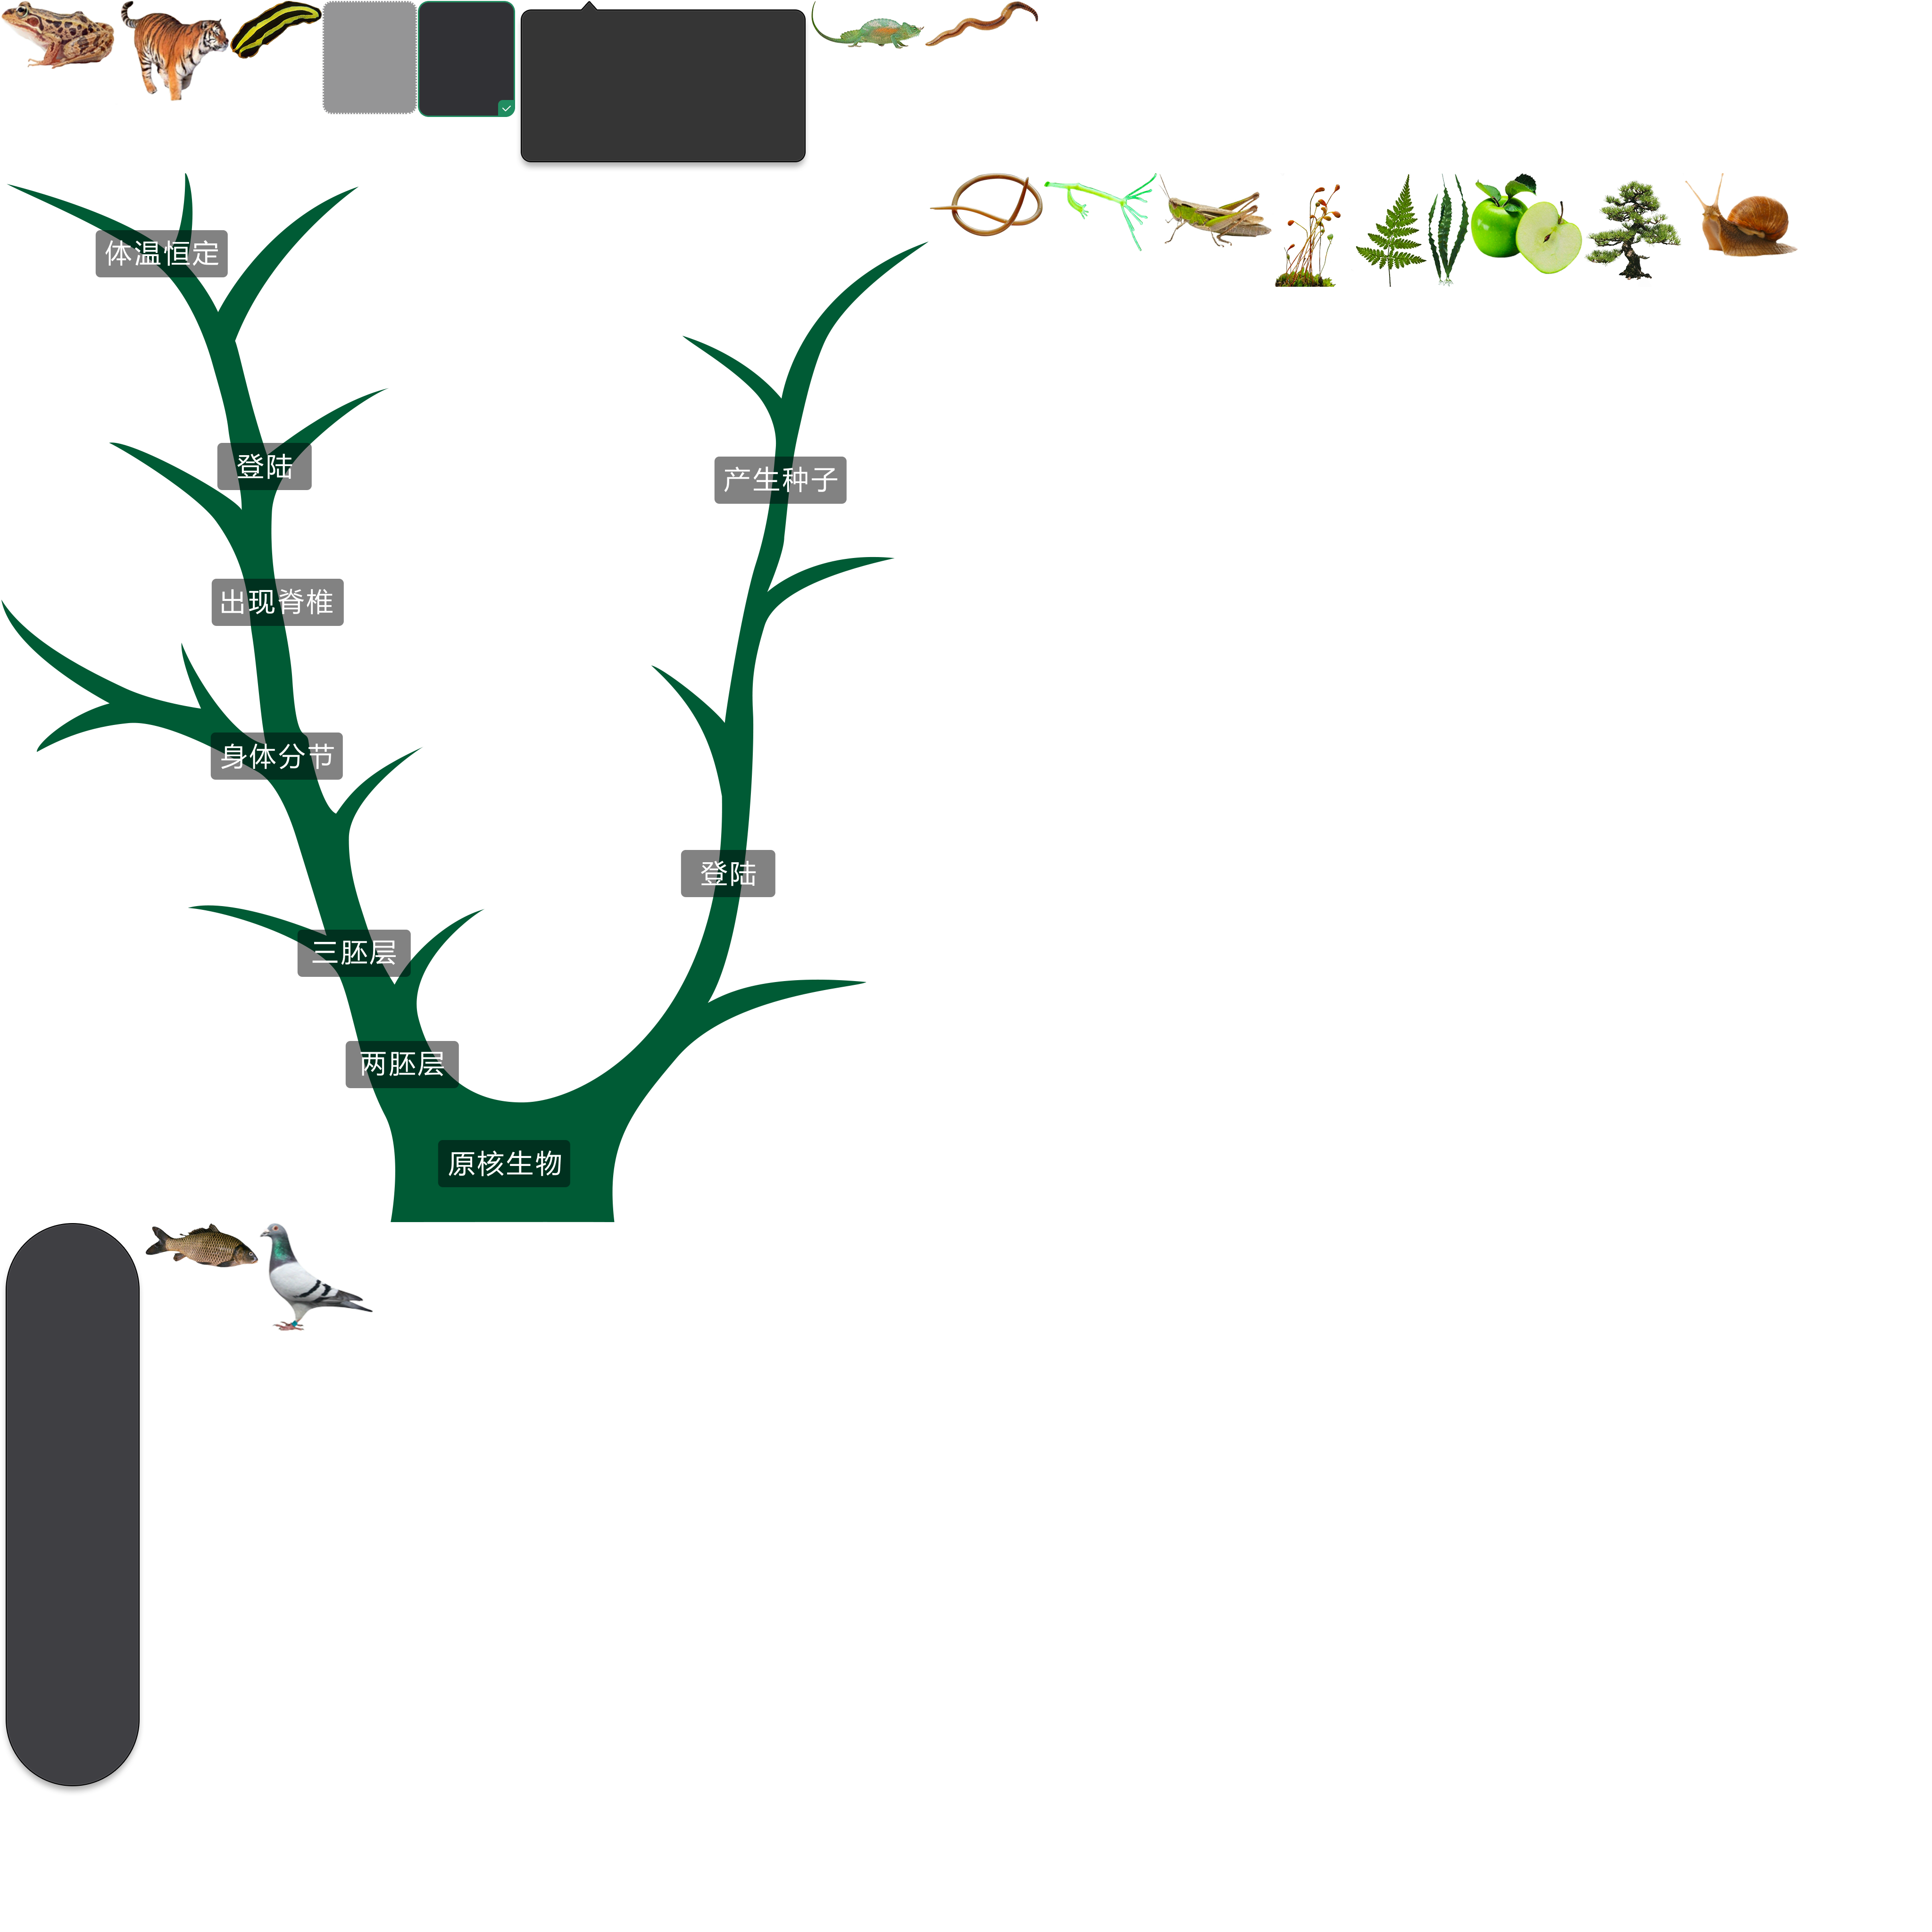 体温恒定
登陆
产生种子
出现脊椎
身体分节
登陆
三胚层
两胚层
原核生物